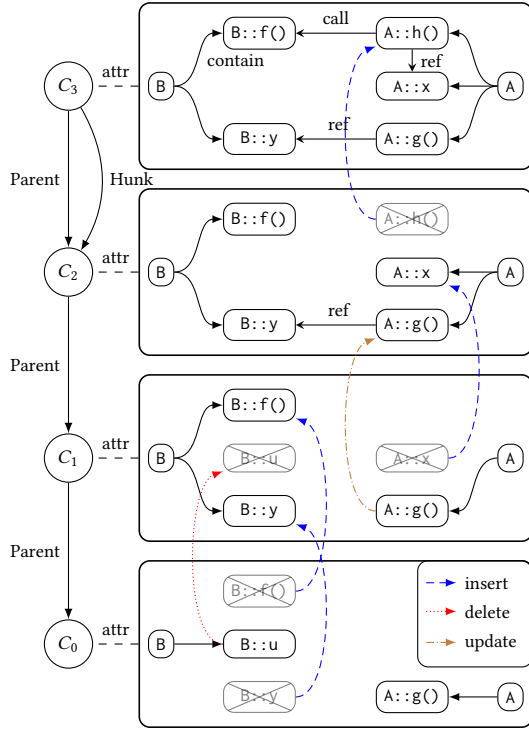 call
B::f()
A::h()
attr
contain
ref
C3
B
A::x
A
B::y
ref
A::g()
Parent
Hunk
B::f()
A::h()
attr
C2
B
A::x
A
ref
B::y
A::g()
Parent
B::f()
attr
C1
B
B::u
A::x
B::y
A::g()
A
Parent
B::f()
insert
attr
delete
C0
B
B::u
update
B::y
A::g()
A